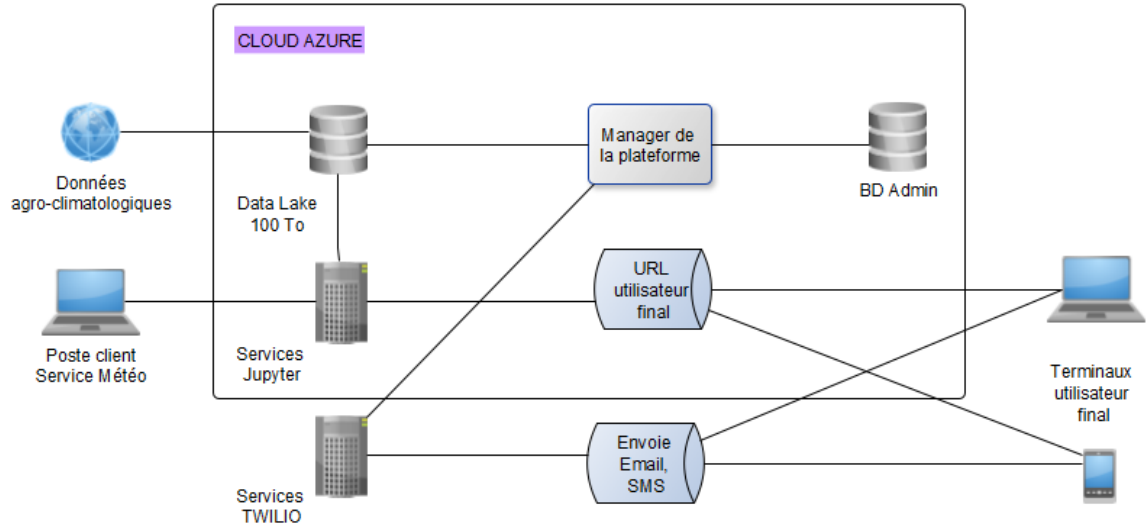 CLOUD AZURE
Données
agro-climatologiques
Data Lake
100 To
Manager de
la plateforme
BD Admin
Poste client
Service Météo
Services
Jupyter
URL
utilisateur
final
Terminaux
utilisateur
final
Services
TWILIO
Envoie
Email,
SMS